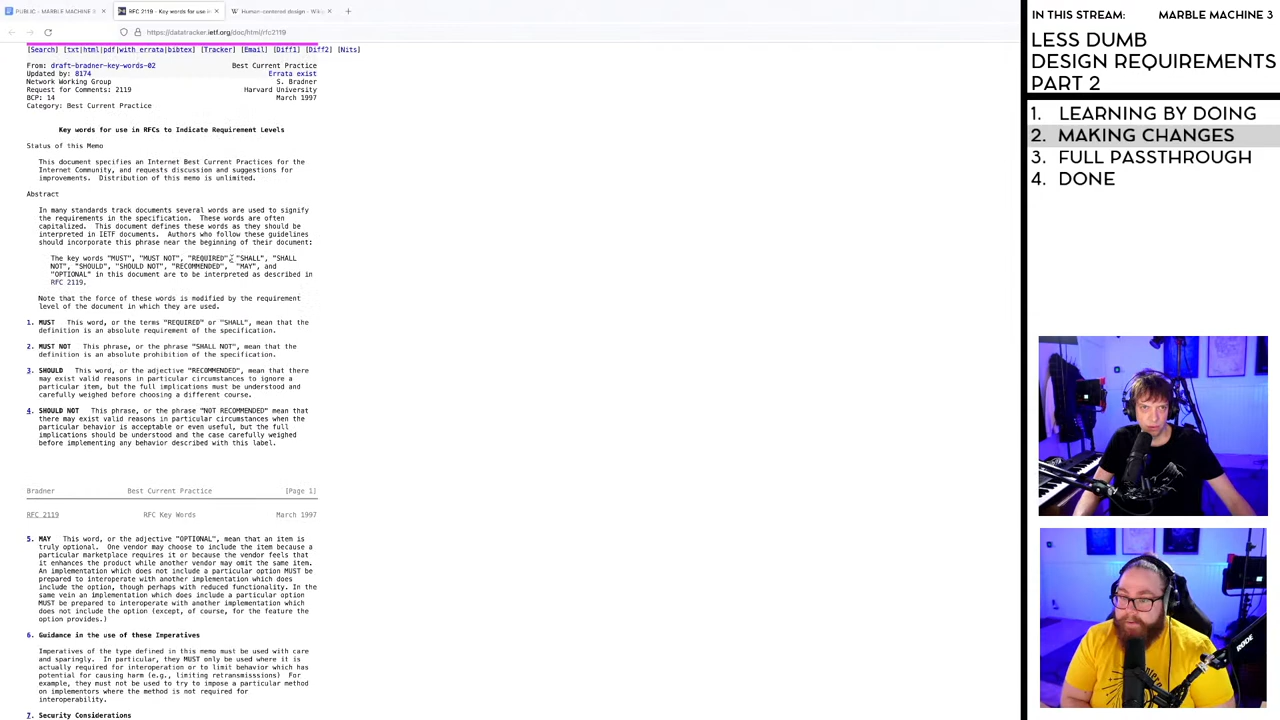 PUBLIC - MARBLE MACHINE
RFC 2119 - Key words for use in
Human-centered design - Wiki
https://datatracker.ietf.org/doc/html/rfc2119
[Search] [txt|html|pdf|with errata|bibtex] [Tracker] [Email] [Diff1] [Diff2] [Nits]
From: draft-bradner-key-words-02 Best Current Practice
Updated by: 8174 Errata exist
Network Working Group S. Bradner
Request for Comments: 2119 Harvard University
BCP: 14 March 1997
Category: Best Current Practice
Key words for use in RFCs to Indicate Requirement Levels
Status of this Memo
This document specifies an Internet Best Current Practices for the
Internet Community, and requests discussion and suggestions for
improvements. Distribution of this memo is unlimited.
Abstract
In many standards track documents several words are used to signify
the requirements in the specification. These words are often
capitalized. This document defines these words as they should be
interpreted in IETF documents. Authors who follow these guidelines
should incorporate this phrase near the beginning of their document:
The key words "MUST", "MUST NOT", "REQUIRED", "SHALL", "SHALL
NOT", "SHOULD", "SHOULD NOT", "RECOMMENDED", "MAY", and
"OPTIONAL" in this document are to be interpreted as described in
RFC 2119.
Note that the force of these words is modified by the requirement
level of the document in which they are used.
1. MUST This word, or the terms "REQUIRED" or "SHALL", mean that the
definition is an absolute requirement of the specification.
2. MUST NOT This phrase, or the phrase "SHALL NOT", mean that the
definition is an absolute prohibition of the specification.
3. SHOULD This word, or the adjective "RECOMMENDED", mean that there
may exist valid reasons in particular circumstances to ignore a
particular item, but the full implications must be understood and
carefully weighed before choosing a different course.
4. SHOULD NOT This phrase, or the phrase "NOT RECOMMENDED" mean that
there may exist valid reasons in particular circumstances when the
particular behavior is acceptable or even useful, but the full
implications should be understood and the case carefully weighed
before implementing any behavior described with this label.
Bradner Best Current Practice [Page 1]
RFC 2119 RFC Key Words March 1997
5. MAY This word, or the adjective "OPTIONAL", mean that an item is
truly optional. One vendor may choose to include the item because a
particular marketplace requires it or because the vendor feels that
it enhances the product while another vendor may omit the same item.
An implementation which does not include a particular option MUST be
prepared to interoperate with another implementation which does
include the option, though perhaps with reduced functionality. In the
same vein an implementation which does include a particular option
MUST be prepared to interoperate with another implementation which
does not include the option (except, of course, for the feature the
option provides.)
6. Guidance in the use of these Imperatives
Imperatives of the type defined in this memo must be used with care
and sparingly. In particular, they MUST only be used where it is
actually required for interoperation or to limit behavior which has
potential for causing harm (e.g., limiting retransmisssions) For
example, they must not be used to try to impose a particular method
on implementors where the method is not required for
interoperability.
7. Security Considerations
IN THIS STREAM: MARBLE MACHINE 3
LESS DUMB
DESIGN REQUIREMENTS
PART 2
1. LEARNING BY DOING
2. MAKING CHANGES
3. FULL PASSTHROUGH
4. DONE
RODE